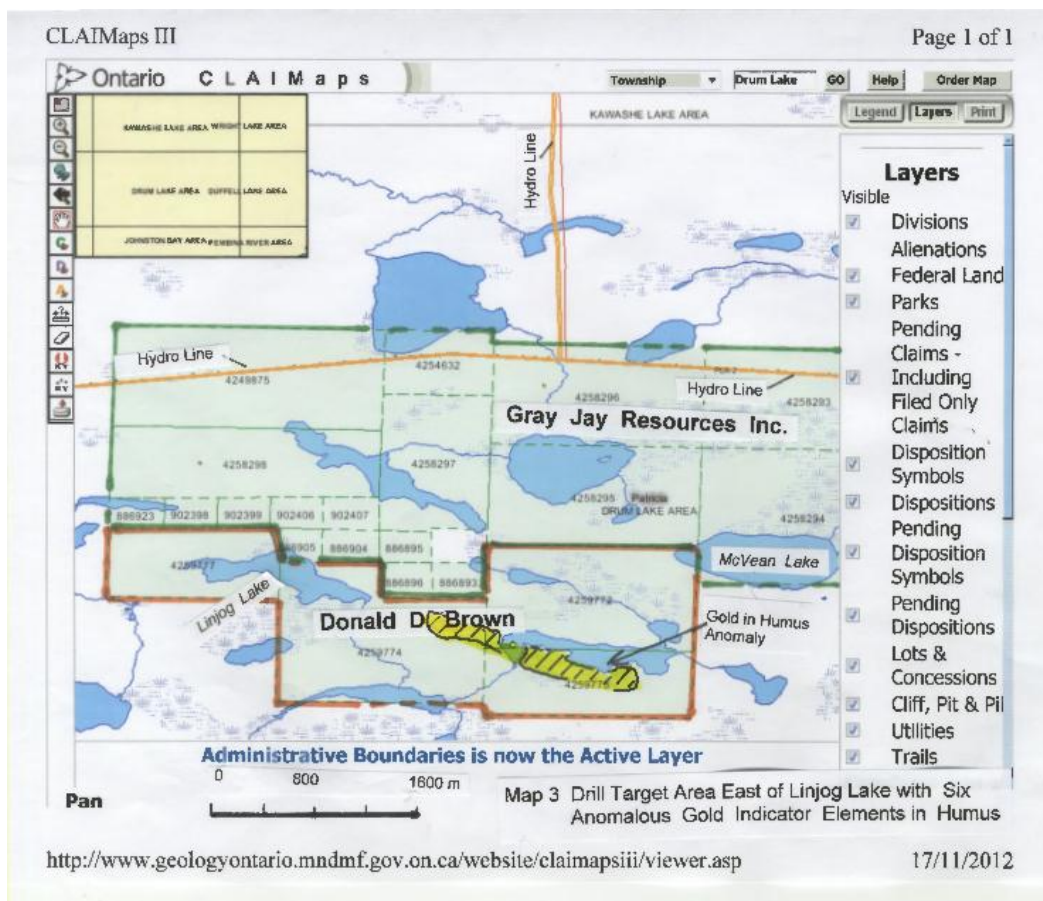 CLAIMaps III
Page 1 of 1
Ontario CLAIMaps
Township
Drum Lake
GO
Help
Order Map
KAWASHE LAKE AREA WRIGHT LAKE AREA
DRUM LAKE AREA DUFFELL LAKE AREA
JOHNSTON BAY AREA PEMBINA RIVER AREA
KAWASHE LAKE AREA
Hydro Line
Legend
Layers
Print
Layers
Visible
Divisions
Alienations
Federal Land
Parks
Pending
Claims -
Including
Filed Only
Claims
Disposition
Symbols
Dispositions
Pending
Disposition
Symbols
Pending
Dispositions
Lots &
Concessions
Cliff, Pit & Pil
Utilities
Trails
Hydro Line
4249875
4254632
Hydro Line
4258296
4258293
Gray Jay Resources Inc.
4258298
4258297
4258295
Patricia
DRUM LAKE AREA
4258294
886923
902398
902399
902406
902407
886904
886895
McVean Lake
886896
886893
Linjog Lake
4259772
Donald D Brown
Gold in Humus
Anomaly
4259774
Administrative Boundaries is now the Active Layer
0 800 1600 m
Pan
Map 3 Drill Target Area East of Linjog Lake with Six
Anomalous Gold Indicator Elements in Humus
http://www.geologyontario.mndmf.gov.on.ca/website/claimapsiii/viewer.asp
17/11/2012